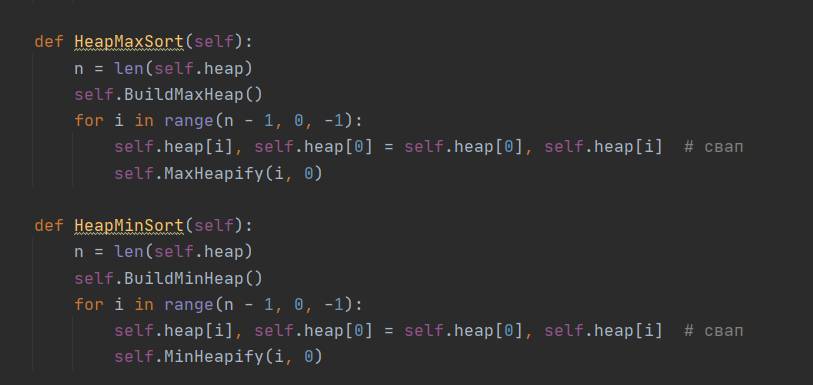 def HeapMaxSort(self):
    n = len(self.heap)
    self.BuildMaxHeap()
    for i in range(n - 1, 0, -1):
        self.heap[i], self.heap[0] = self.heap[0], self.heap[i]  # свап
        self.MaxHeapify(i, 0)
def HeapMinSort(self):
    n = len(self.heap)
    self.BuildMinHeap()
    for i in range(n - 1, 0, -1):
        self.heap[i], self.heap[0] = self.heap[0], self.heap[i]  # свап
        self.MinHeapify(i, 0)